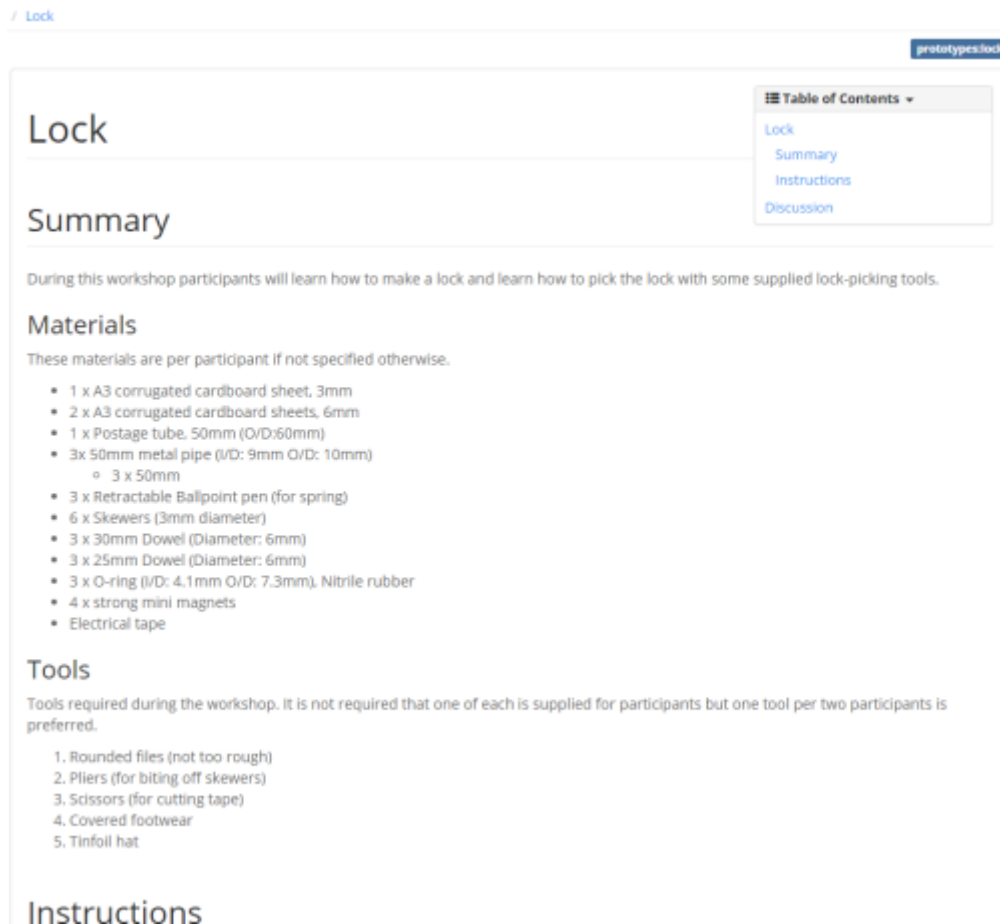 / Lock
prototypes:lock
Table of Contents
Lock
Summary
Instructions
Discussion
Lock
Summary
During this workshop participants will learn how to make a lock and learn how to pick the lock with some supplied lock-picking tools.
Materials
These materials are per participant if not specified otherwise.
1 x A3 corrugated cardboard sheet, 3mm
2 x A3 corrugated cardboard sheets, 6mm
1 x Postage tube, 50mm (O/D:60mm)
3x 50mm metal pipe (I/D: 9mm O/D: 10mm)
3 x 50mm
3 x Retractable Ballpoint pen (for spring)
6 x Skewers (3mm diameter)
3 x 30mm Dowel (Diameter: 6mm)
3 x 25mm Dowel (Diameter: 6mm)
3 x O-ring (I/D: 4.1mm O/D: 7.3mm), Nitrile rubber
4 x strong mini magnets
Electrical tape
Tools
Tools required during the workshop. It is not required that one of each is supplied for participants but one tool per two participants is
preferred.
1. Rounded files (not too rough)
2. Pliers (for biting off skewers)
3. Scissors (for cutting tape)
4. Covered footwear
5. Tinfoil hat
Instructions